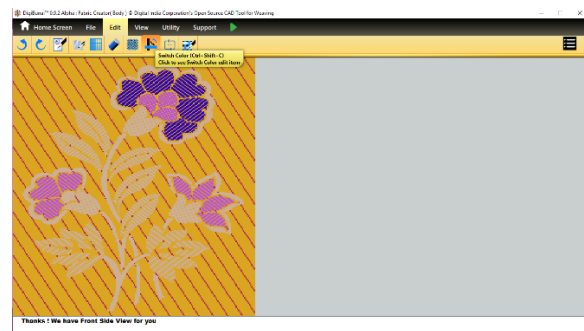 DigiBunai™ 0.9.2 Alpha : Fabric Creator( Body ) © Digital India Corporation's Open Source CAD Tool for Weaving
Home Screen File Edit View Utility Support
Switch Color (Ctrl+Shift+C)
Click to use Switch Color edit item
Thanks ! We have Front Side View for you